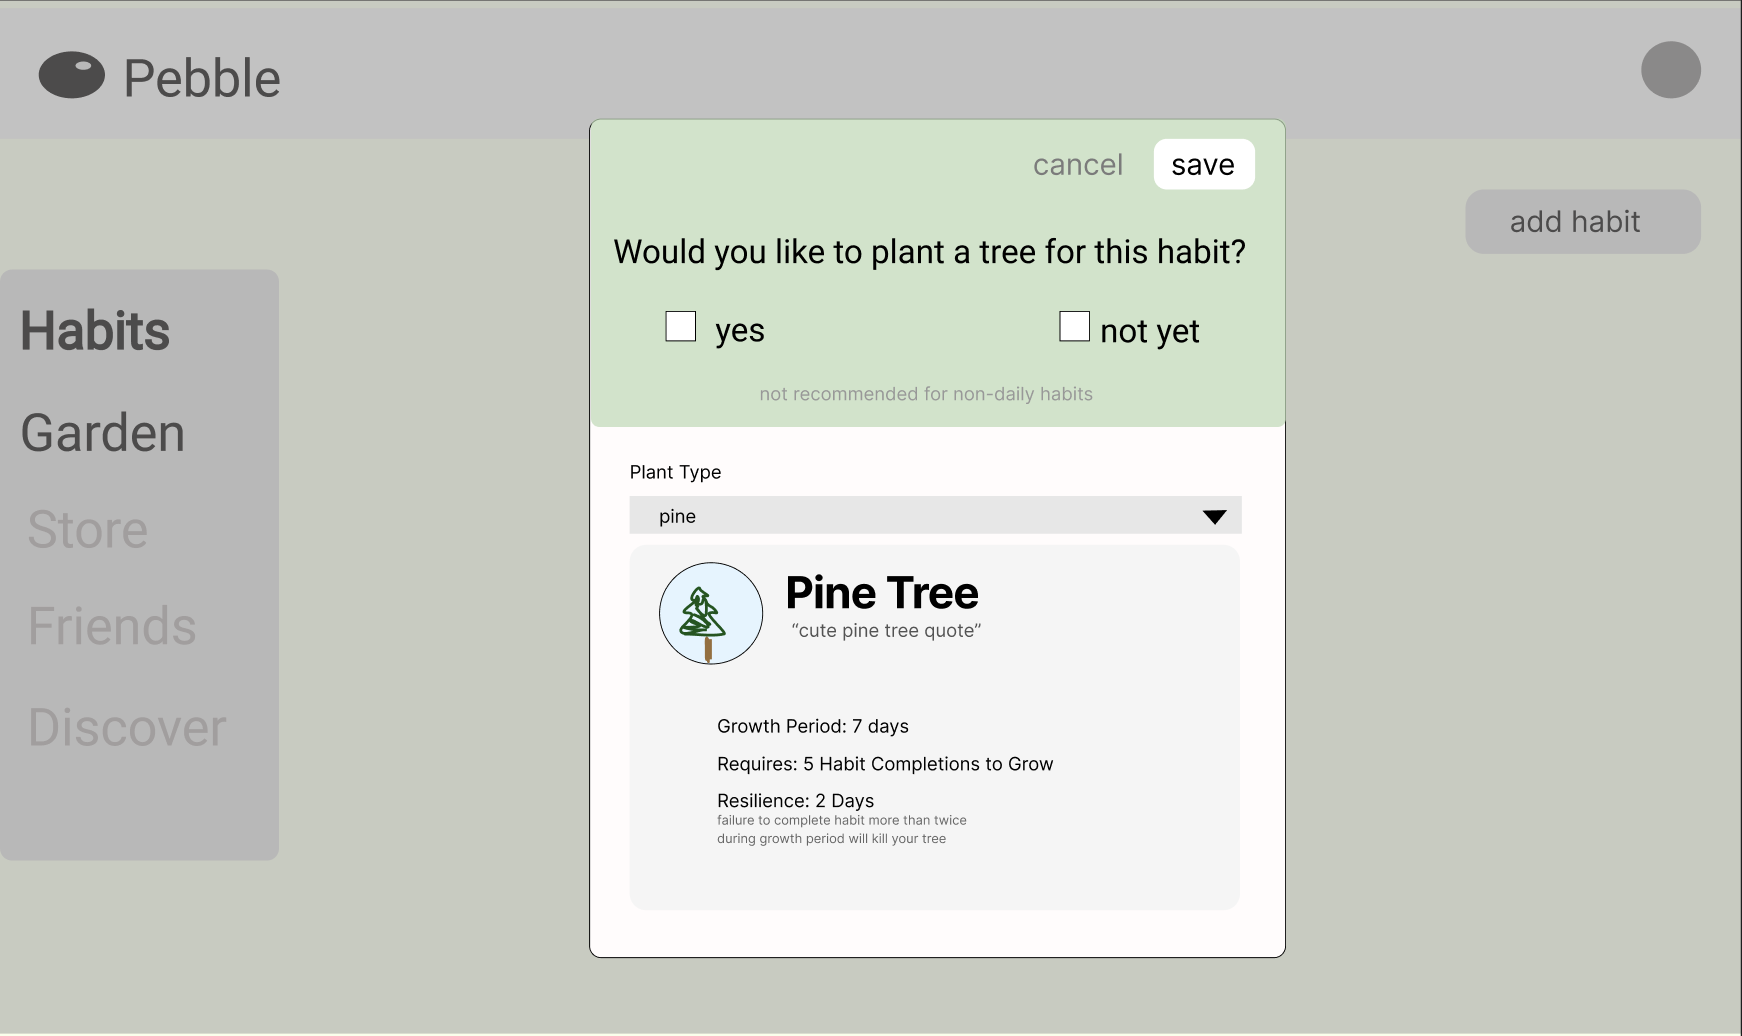 Pebble
cancel
save
add habit
Would you like to plant a tree for this habit?
yes
not yet
not recommended for non-daily habits
Habits
Garden
Store
Friends
Discover
Plant Type
pine
Pine Tree
“cute pine tree quote”
Growth Period: 7 days
Requires: 5 Habit Completions to Grow
Resilience: 2 Days
failure to complete habit more than twice
during growth period will kill your tree